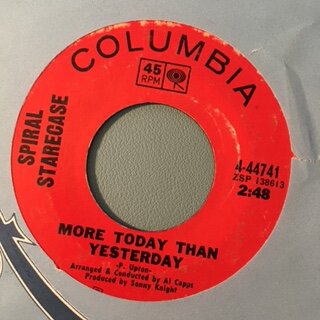 COLUMBIA
45
RPM
SPIRAL
STARECASE
4-44741
ZSP 138613
2:48
MORE TODAY THAN
YESTERDAY
-P. Upton-
Arranged & Conducted by Al Capps
Produced by Sonny Knight